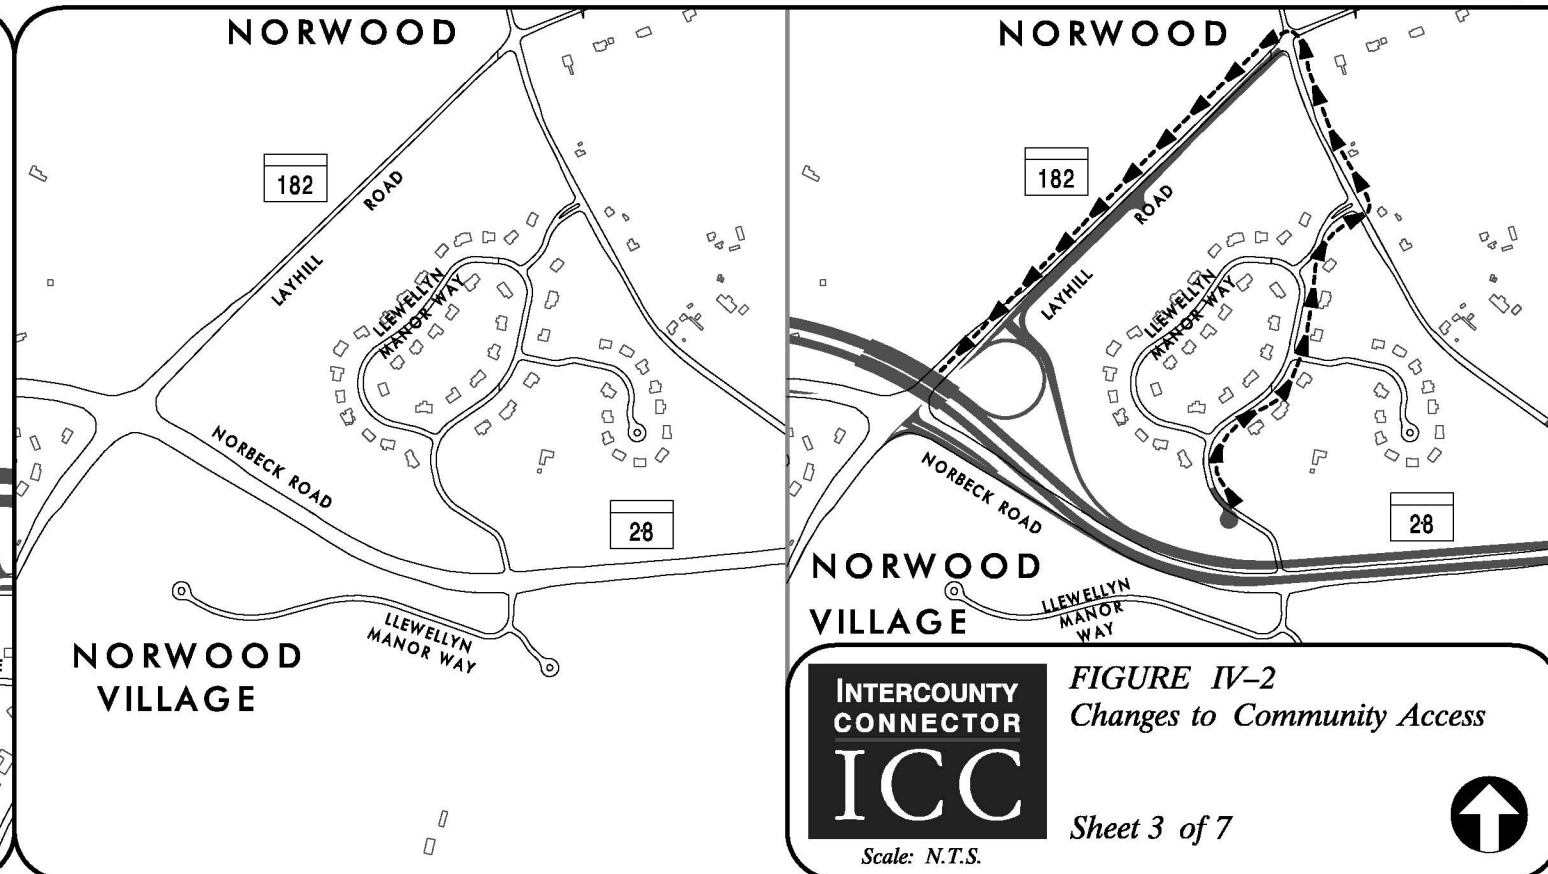 NORWOOD
182
ROAD
LAYHILL
LLEWELLYN
MANOR WAY
NORBECK ROAD
28
LLEWELLYN
MANOR WAY
NORWOOD
VILLAGE
NORWOOD
182
ROAD
LAYHILL
LLEWELLYN
MANOR WAY
NORBECK ROAD
28
NORWOOD
VILLAGE
LLEWELLYN
MANOR
WAY
INTERCOUNTY
CONNECTOR
ICC
Scale: N.T.S.
FIGURE IV–2
Changes to Community Access
Sheet 3 of 7